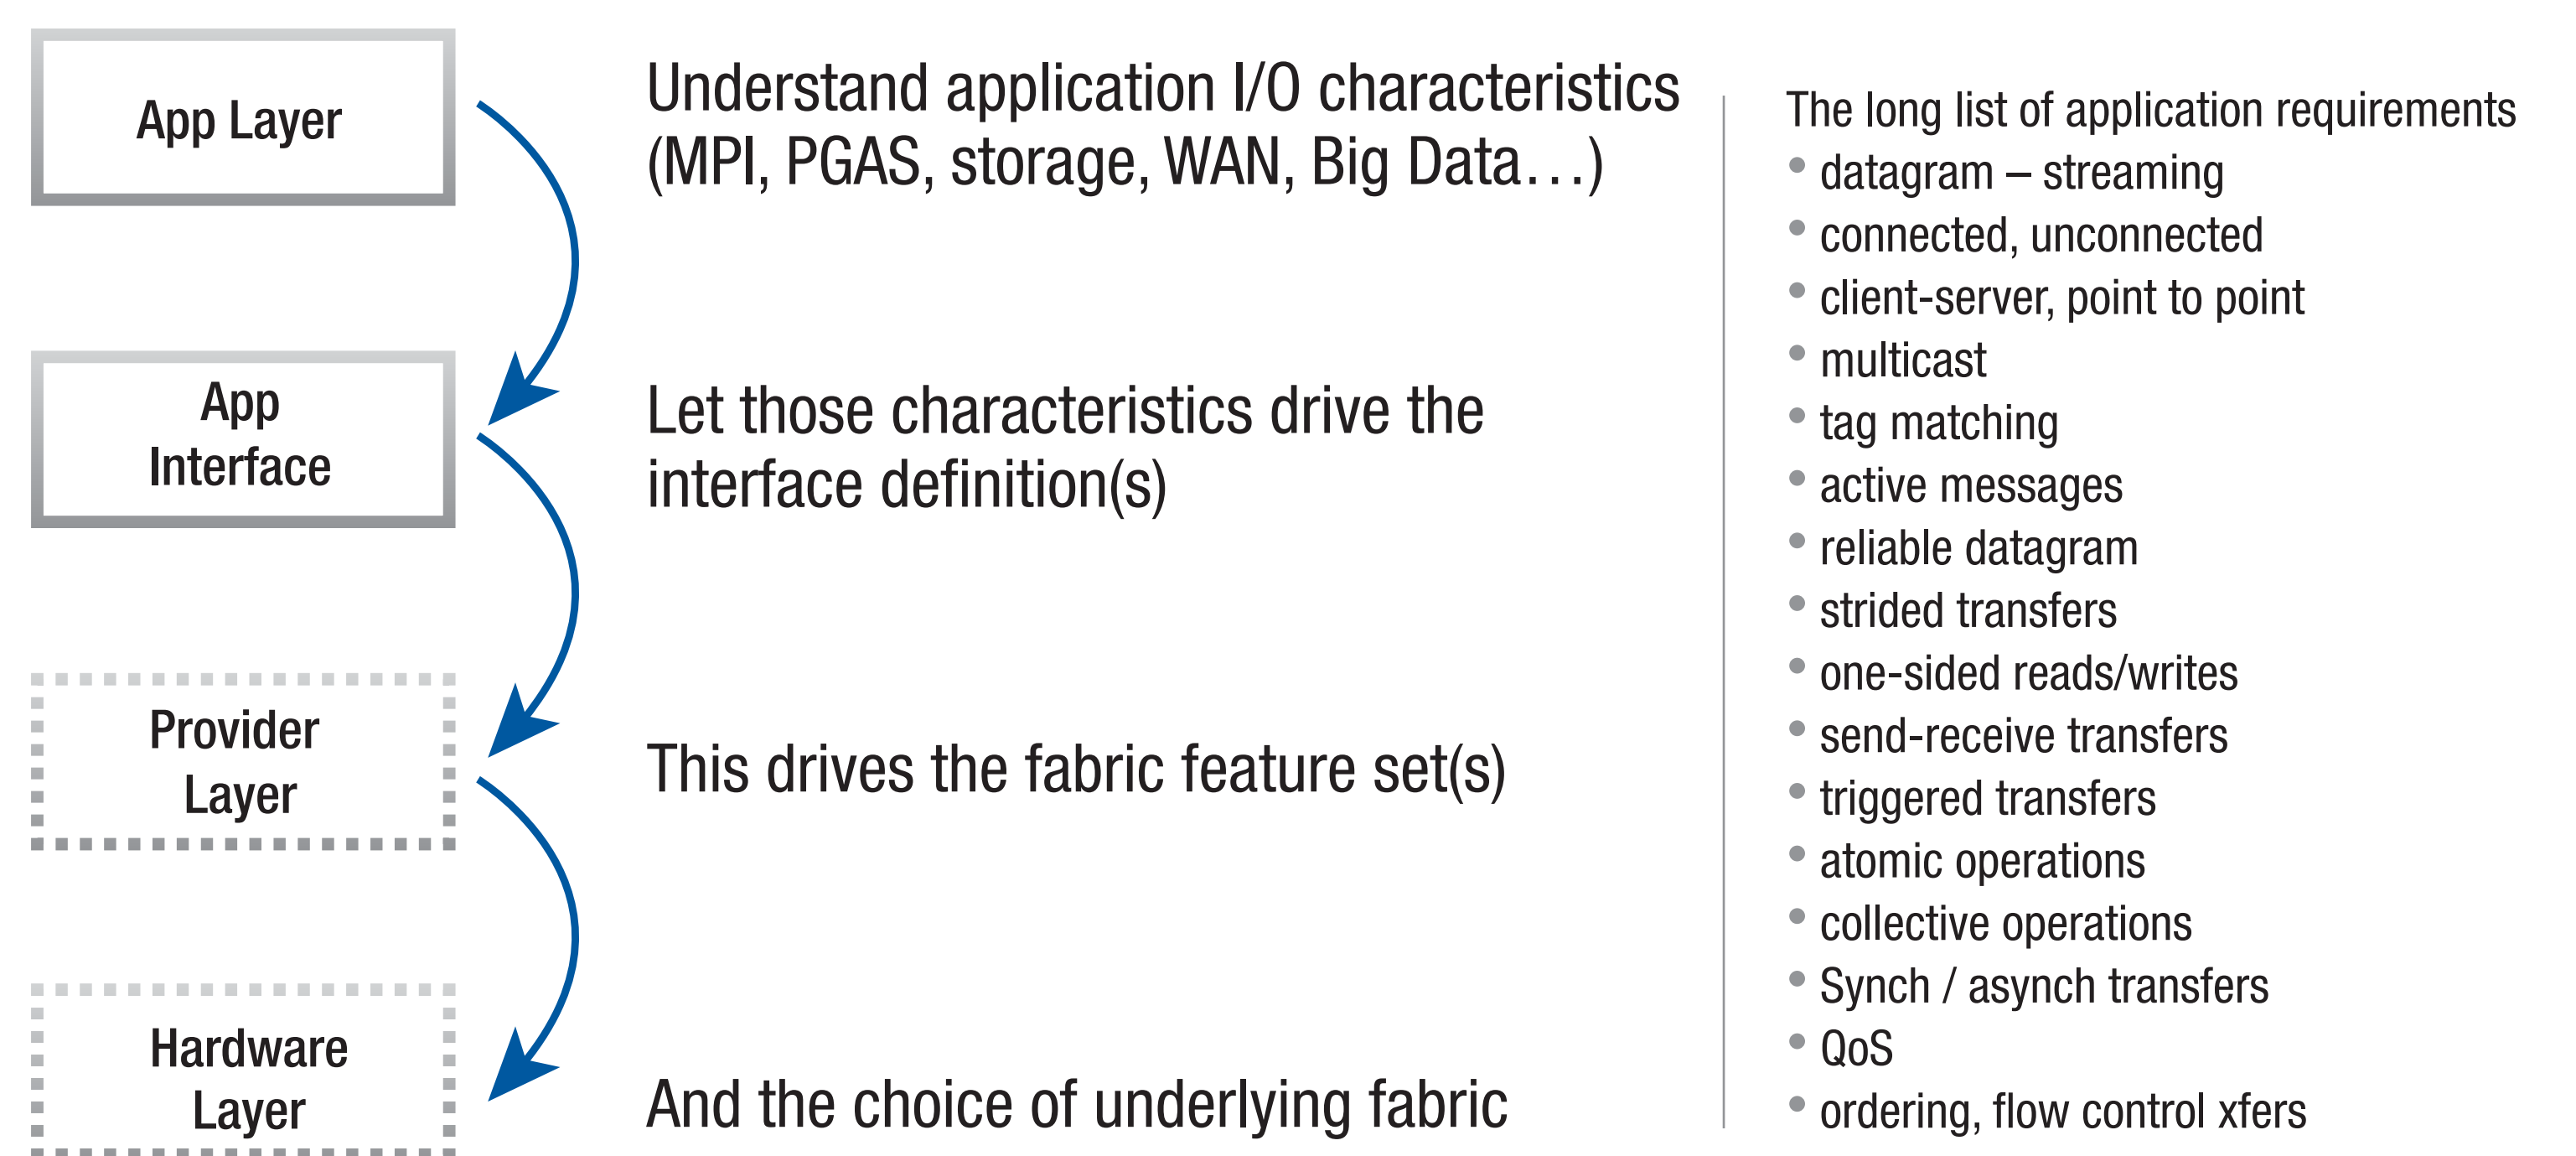 App Layer
Understand application I/O characteristics
(MPI, PGAS, storage, WAN, Big Data…)
App
Interface
Let those characteristics drive the
interface definition(s)
Provider
Layer
This drives the fabric feature set(s)
Hardware
Layer
And the choice of underlying fabric
The long list of application requirements
• datagram – streaming
• connected, unconnected
• client-server, point to point
• multicast
• tag matching
• active messages
• reliable datagram
• strided transfers
• one-sided reads/writes
• send-receive transfers
• triggered transfers
• atomic operations
• collective operations
• Synch / asynch transfers
• QoS
• ordering, flow control xfers